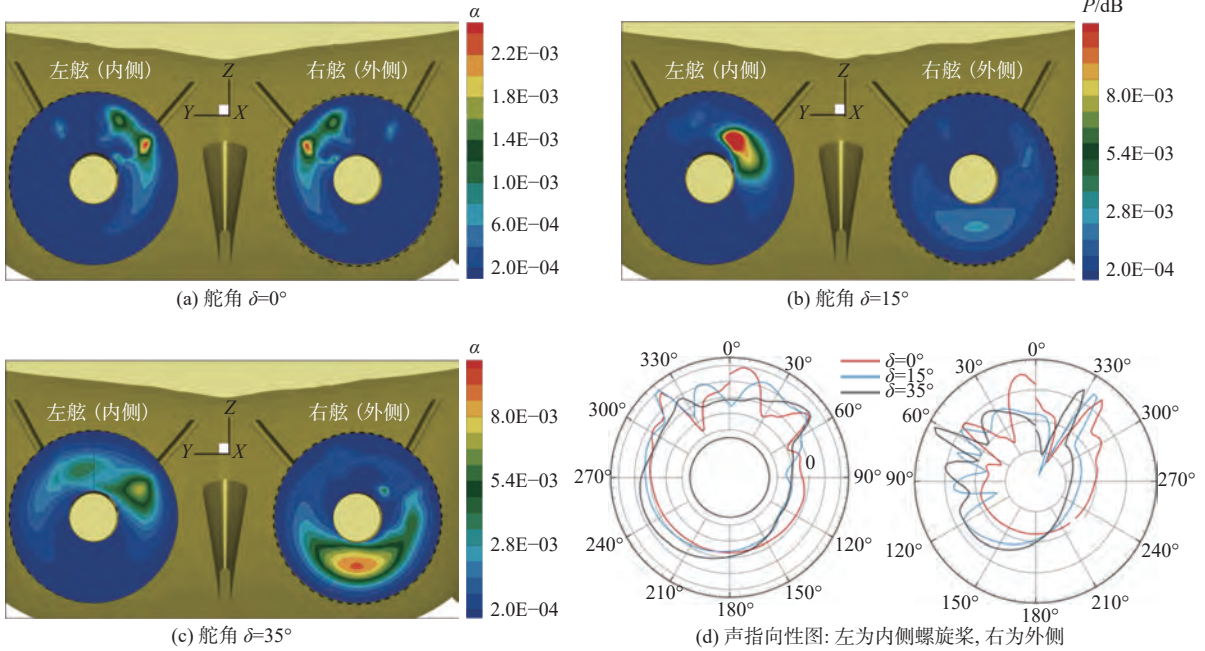 α
2.2E−03
1.8E−03
1.4E−03
1.0E−03
6.0E−04
2.0E−04
左舷 (内侧)
右舷 (外侧)
Z
Y
X
(a) 舵角 δ=0°
P/dB
8.0E−03
5.4E−03
2.8E−03
2.0E−04
左舷 (内侧)
右舷 (外侧)
Z
Y
X
(b) 舵角 δ=15°
α
8.0E−03
5.4E−03
2.8E−03
2.0E−04
左舷 (内侧)
右舷 (外侧)
Z
Y
X
(c) 舵角 δ=35°
0°
30°
60°
90°
120°
150°
180°
210°
240°
270°
300°
330°
0
δ=0°
δ=15°
δ=35°
0°
330°
300°
270°
240°
210°
180°
150°
120°
90°
60°
30°
(d) 声指向性图: 左为内侧螺旋桨, 右为外侧